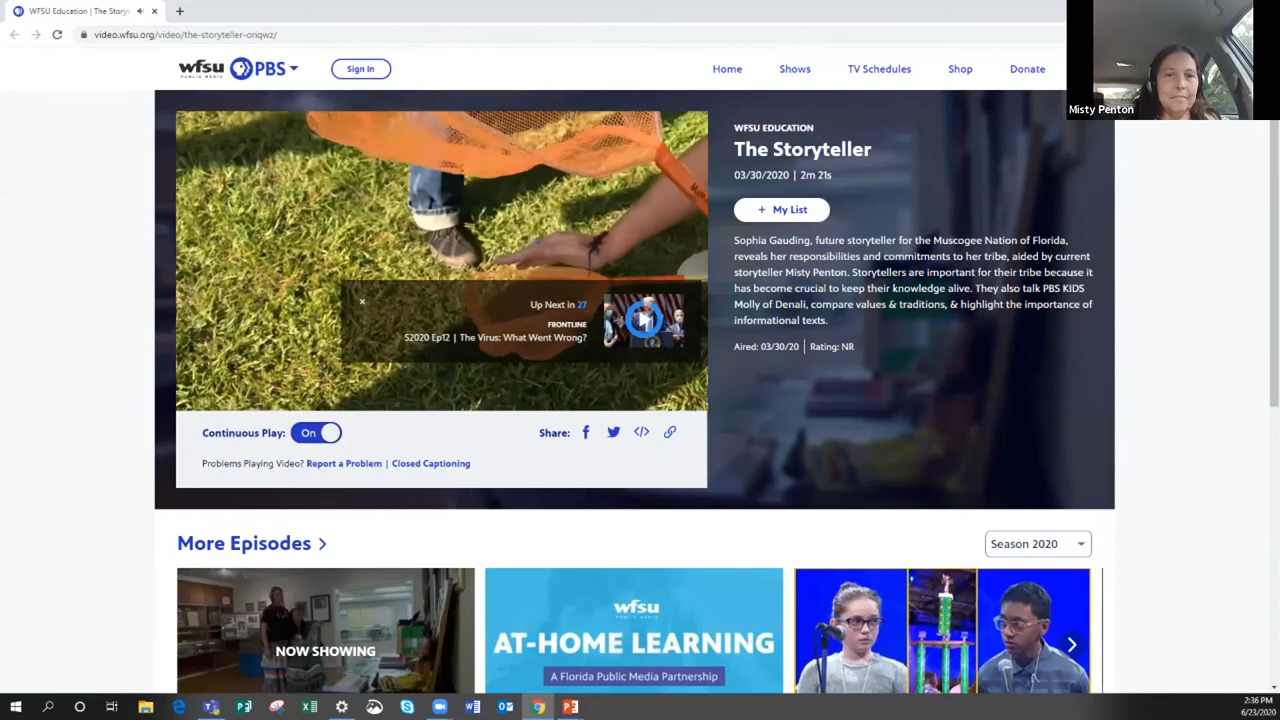 WFSU Education | The Storyt
video.wfsu.org/video/the-storyteller-oriqwz/
wfsu
PUBLIC MEDIA
PBS
Sign In
Home
Shows
TV Schedules
Shop
Donate
Misty Penton
WFSU EDUCATION
The Storyteller
03/30/2020 | 2m 21s
+ My List
Sophia Gauding, future storyteller for the Muscogee Nation of Florida,
reveals her responsibilities and commitments to her tribe, aided by current
storyteller Misty Penton. Storytellers are important for their tribe because it
has become crucial to keep their knowledge alive. They also talk PBS KIDS
Molly of Denali, compare values & traditions, & highlight the importance of
informational texts.
Aired: 03/30/20 | Rating: NR
Up Next in 27
FRONTLINE
S2020 Ep12 | The Virus: What Went Wrong?
Continuous Play: On
Share:
Problems Playing Video? Report a Problem | Closed Captioning
More Episodes
Season 2020
NOW SHOWING
wfsu
PUBLIC MEDIA
AT-HOME LEARNING
A Florida Public Media Partnership
2:36 PM
6/23/2020